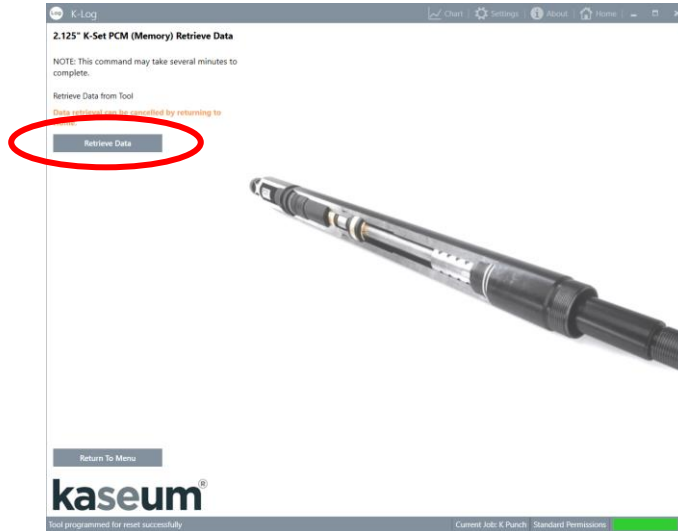 Log K-Log Chart Settings About Home
2.125" K-Set PCM (Memory) Retrieve Data
NOTE: This command may take several minutes to
complete.
Retrieve Data from Tool
Data retrieval can be cancelled by returning to
Retrieve Data
Return To Menu
kaseum®
Tool programmed for reset successfully Current Job: K Punch Standard Permissions